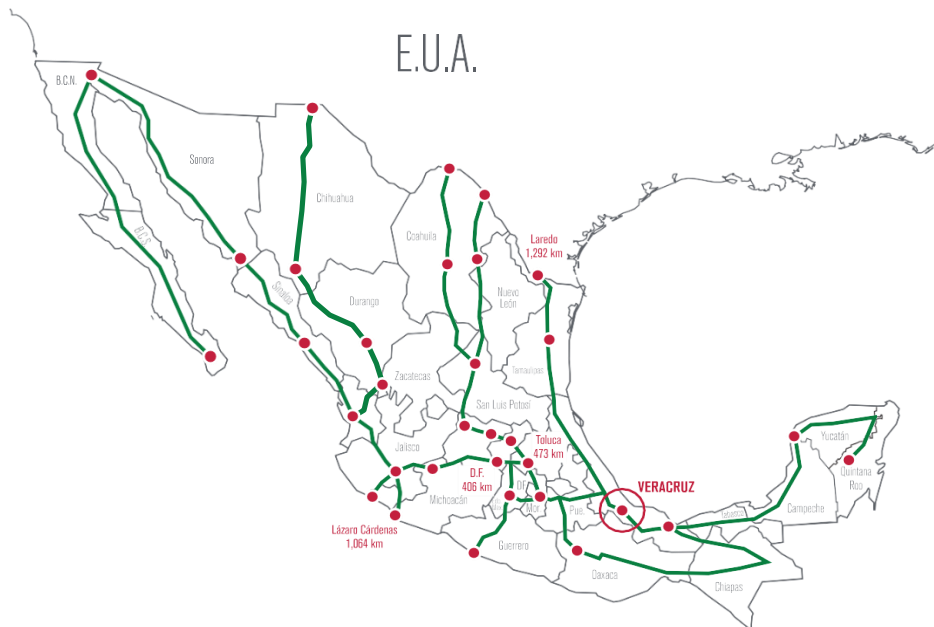 E.U.A.
B.C.N.
Sonora
Chihuahua
B.C.S.
Coahuila
Laredo
1,292 km
Sinaloa
Durango
Nuevo
León
Zacatecas
Tamaulipas
San Luis Potosí
Jalisco
Toluca
473 km
D.F.
406 km
Michoacán
D.F.
Mor.
Pue.
VERACRUZ
Tabasco
Yucatán
Quintana
Roo
Campeche
Lázaro Cárdenas
1,064 km
Guerrero
Oaxaca
Chiapas